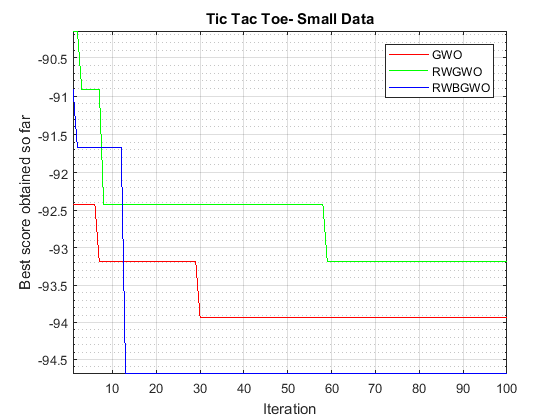 Tic Tac Toe- Small Data
Best score obtained so far
-90.5
-91
-91.5
-92
-92.5
-93
-93.5
-94
-94.5
GWO
RWGWO
RWBGWO
10 20 30 40 50 60 70 80 90 100
Iteration